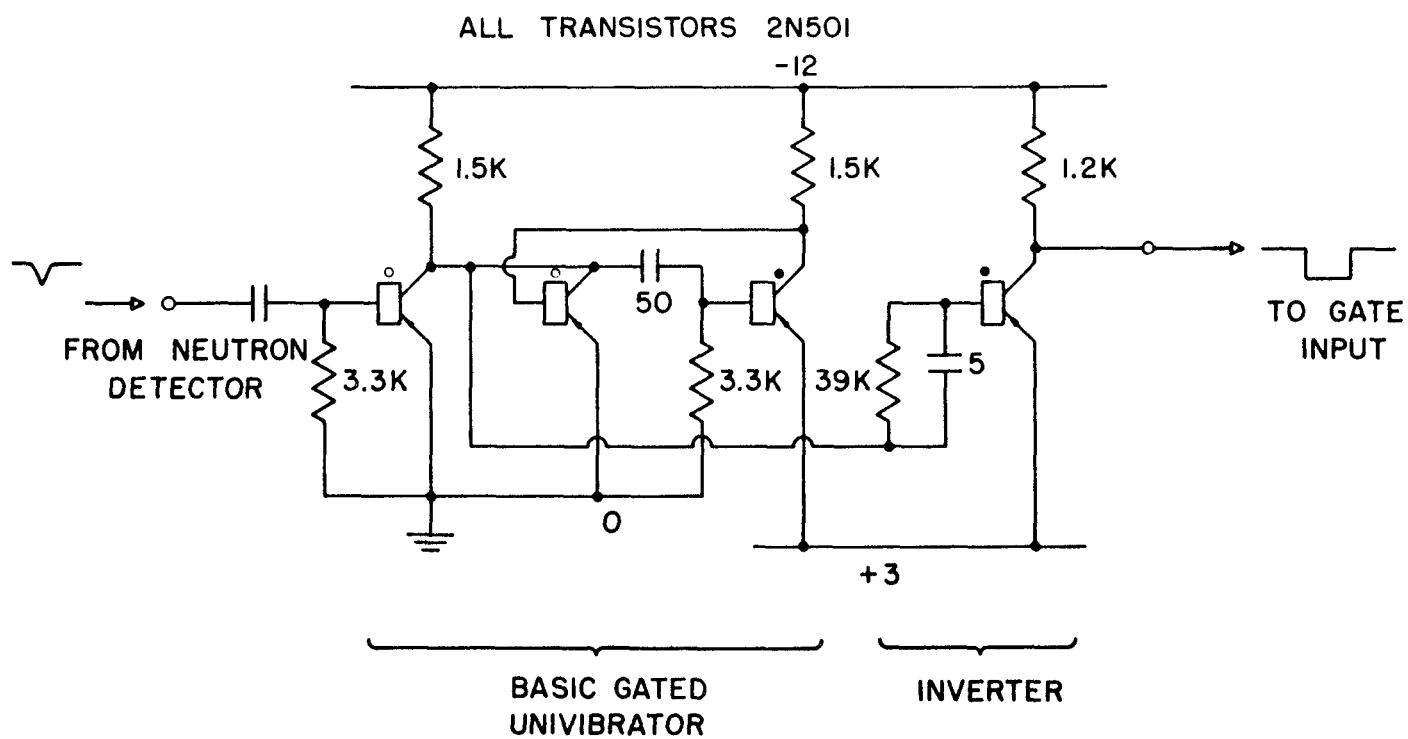 ALL TRANSISTORS 2N501
-12
1.5K
1.5K
1.2K
50
FROM NEUTRON
DETECTOR
3.3K
3.3K
39K
5
TO GATE
INPUT
0
+3
BASIC GATED
UNIVIBRATOR
INVERTER